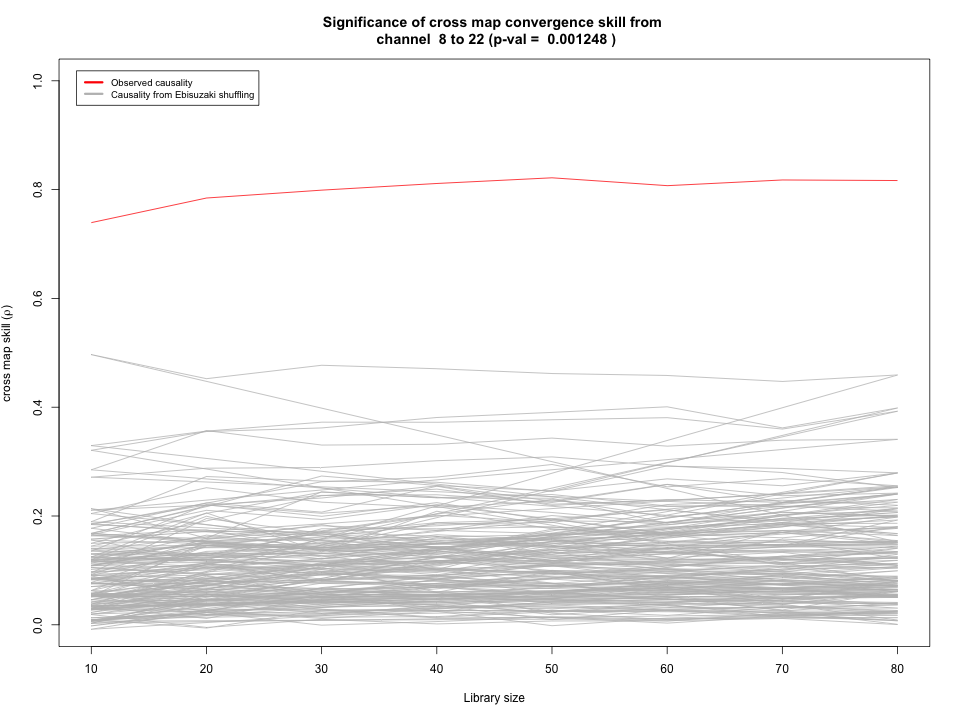 Significance of cross map convergence skill from
channel  8 to 22 (p-val =  0.001248 )
Observed causality
Causality from Ebisuzaki shuffling
cross map skill (ρ)
1.0
0.8
0.6
0.4
0.2
0.0
10 20 30 40 50 60 70 80
Library size